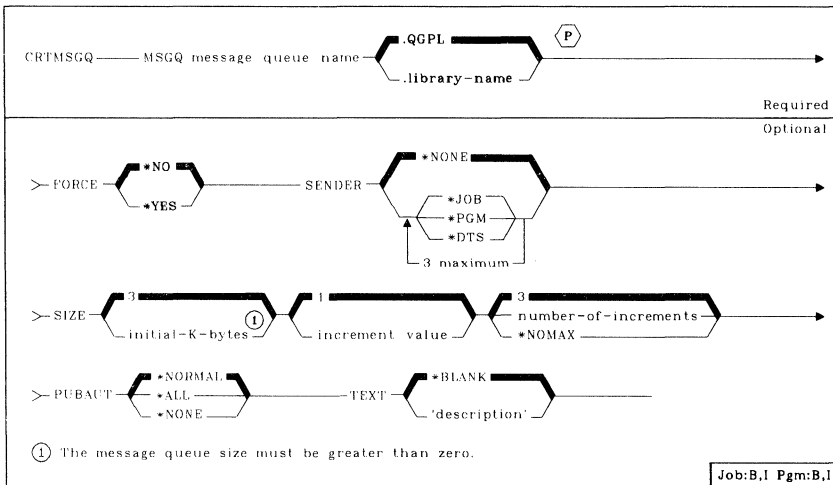 .QGPL
P
CRTMSGQ MSGQ message queue name
.library-name
Required
Optional
*NO *NONE
FORCE SENDER
*YES *JOB
*PGM
*DTS
3 maximum
3 1 3
SIZE number-of-increments
initial-K-bytes 1 increment value *NOMAX
*NORMAL *BLANK
PUBAUT *ALL TEXT
*NONE 'description'
1 The message queue size must be greater than zero.
Job:B,I Pgm:B,I